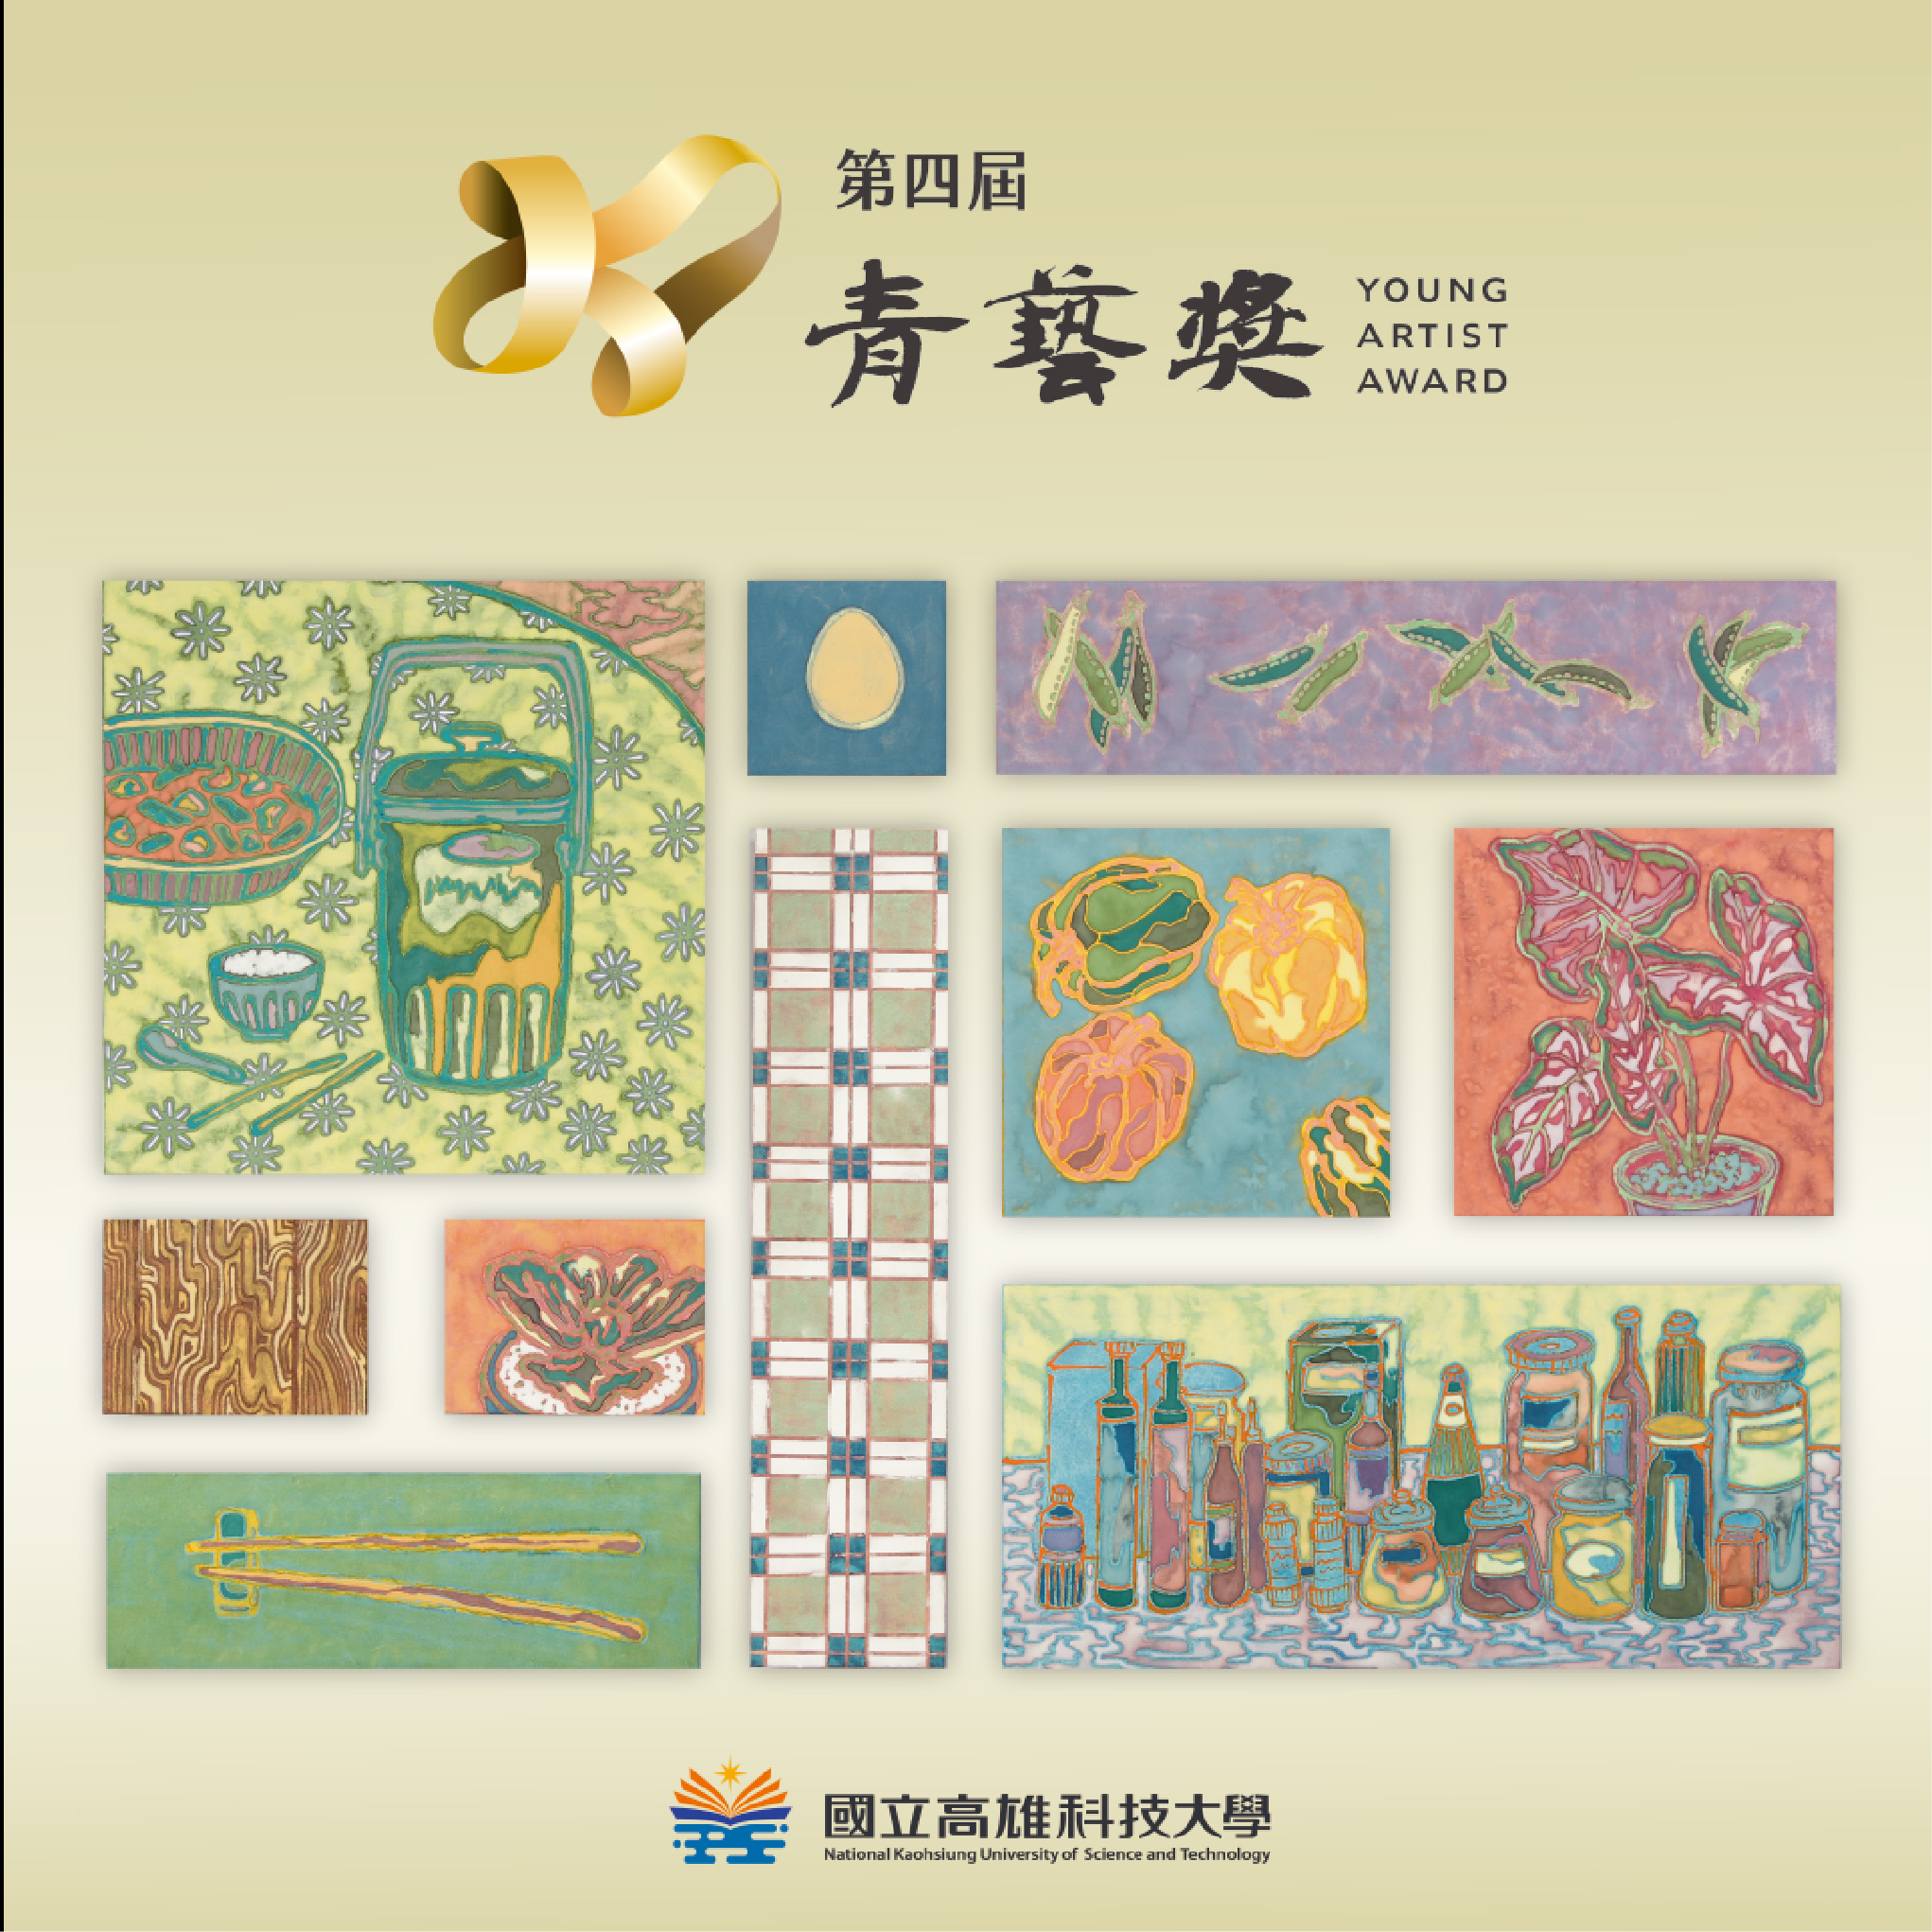 第四屆
青藝獎
YOUNG
ARTIST
AWARD
國立高雄科技大學
National Kaohsiung University of Science and Technology